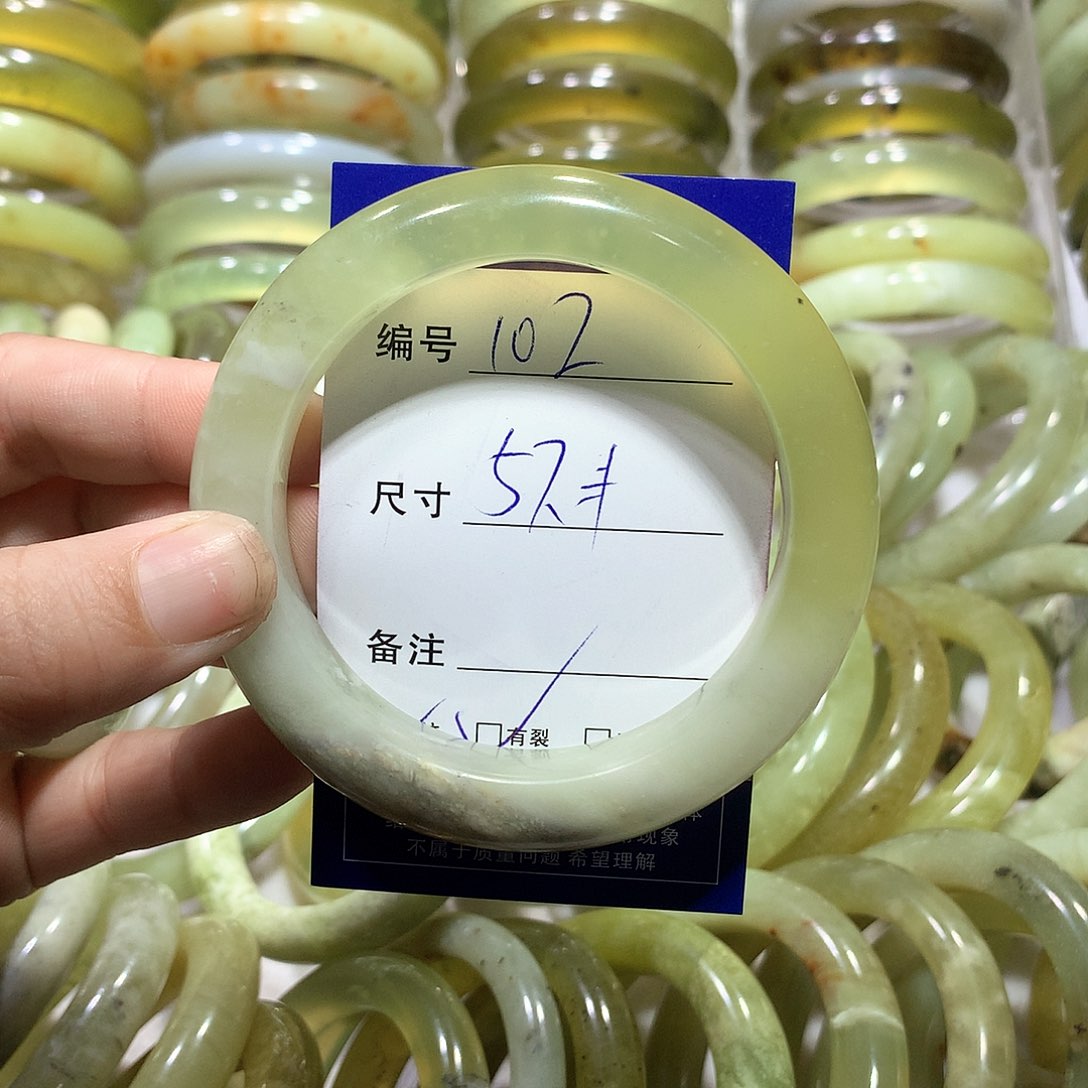 编号 102
尺寸 57
备注
有裂
现象
不属于质量问题 希望理解